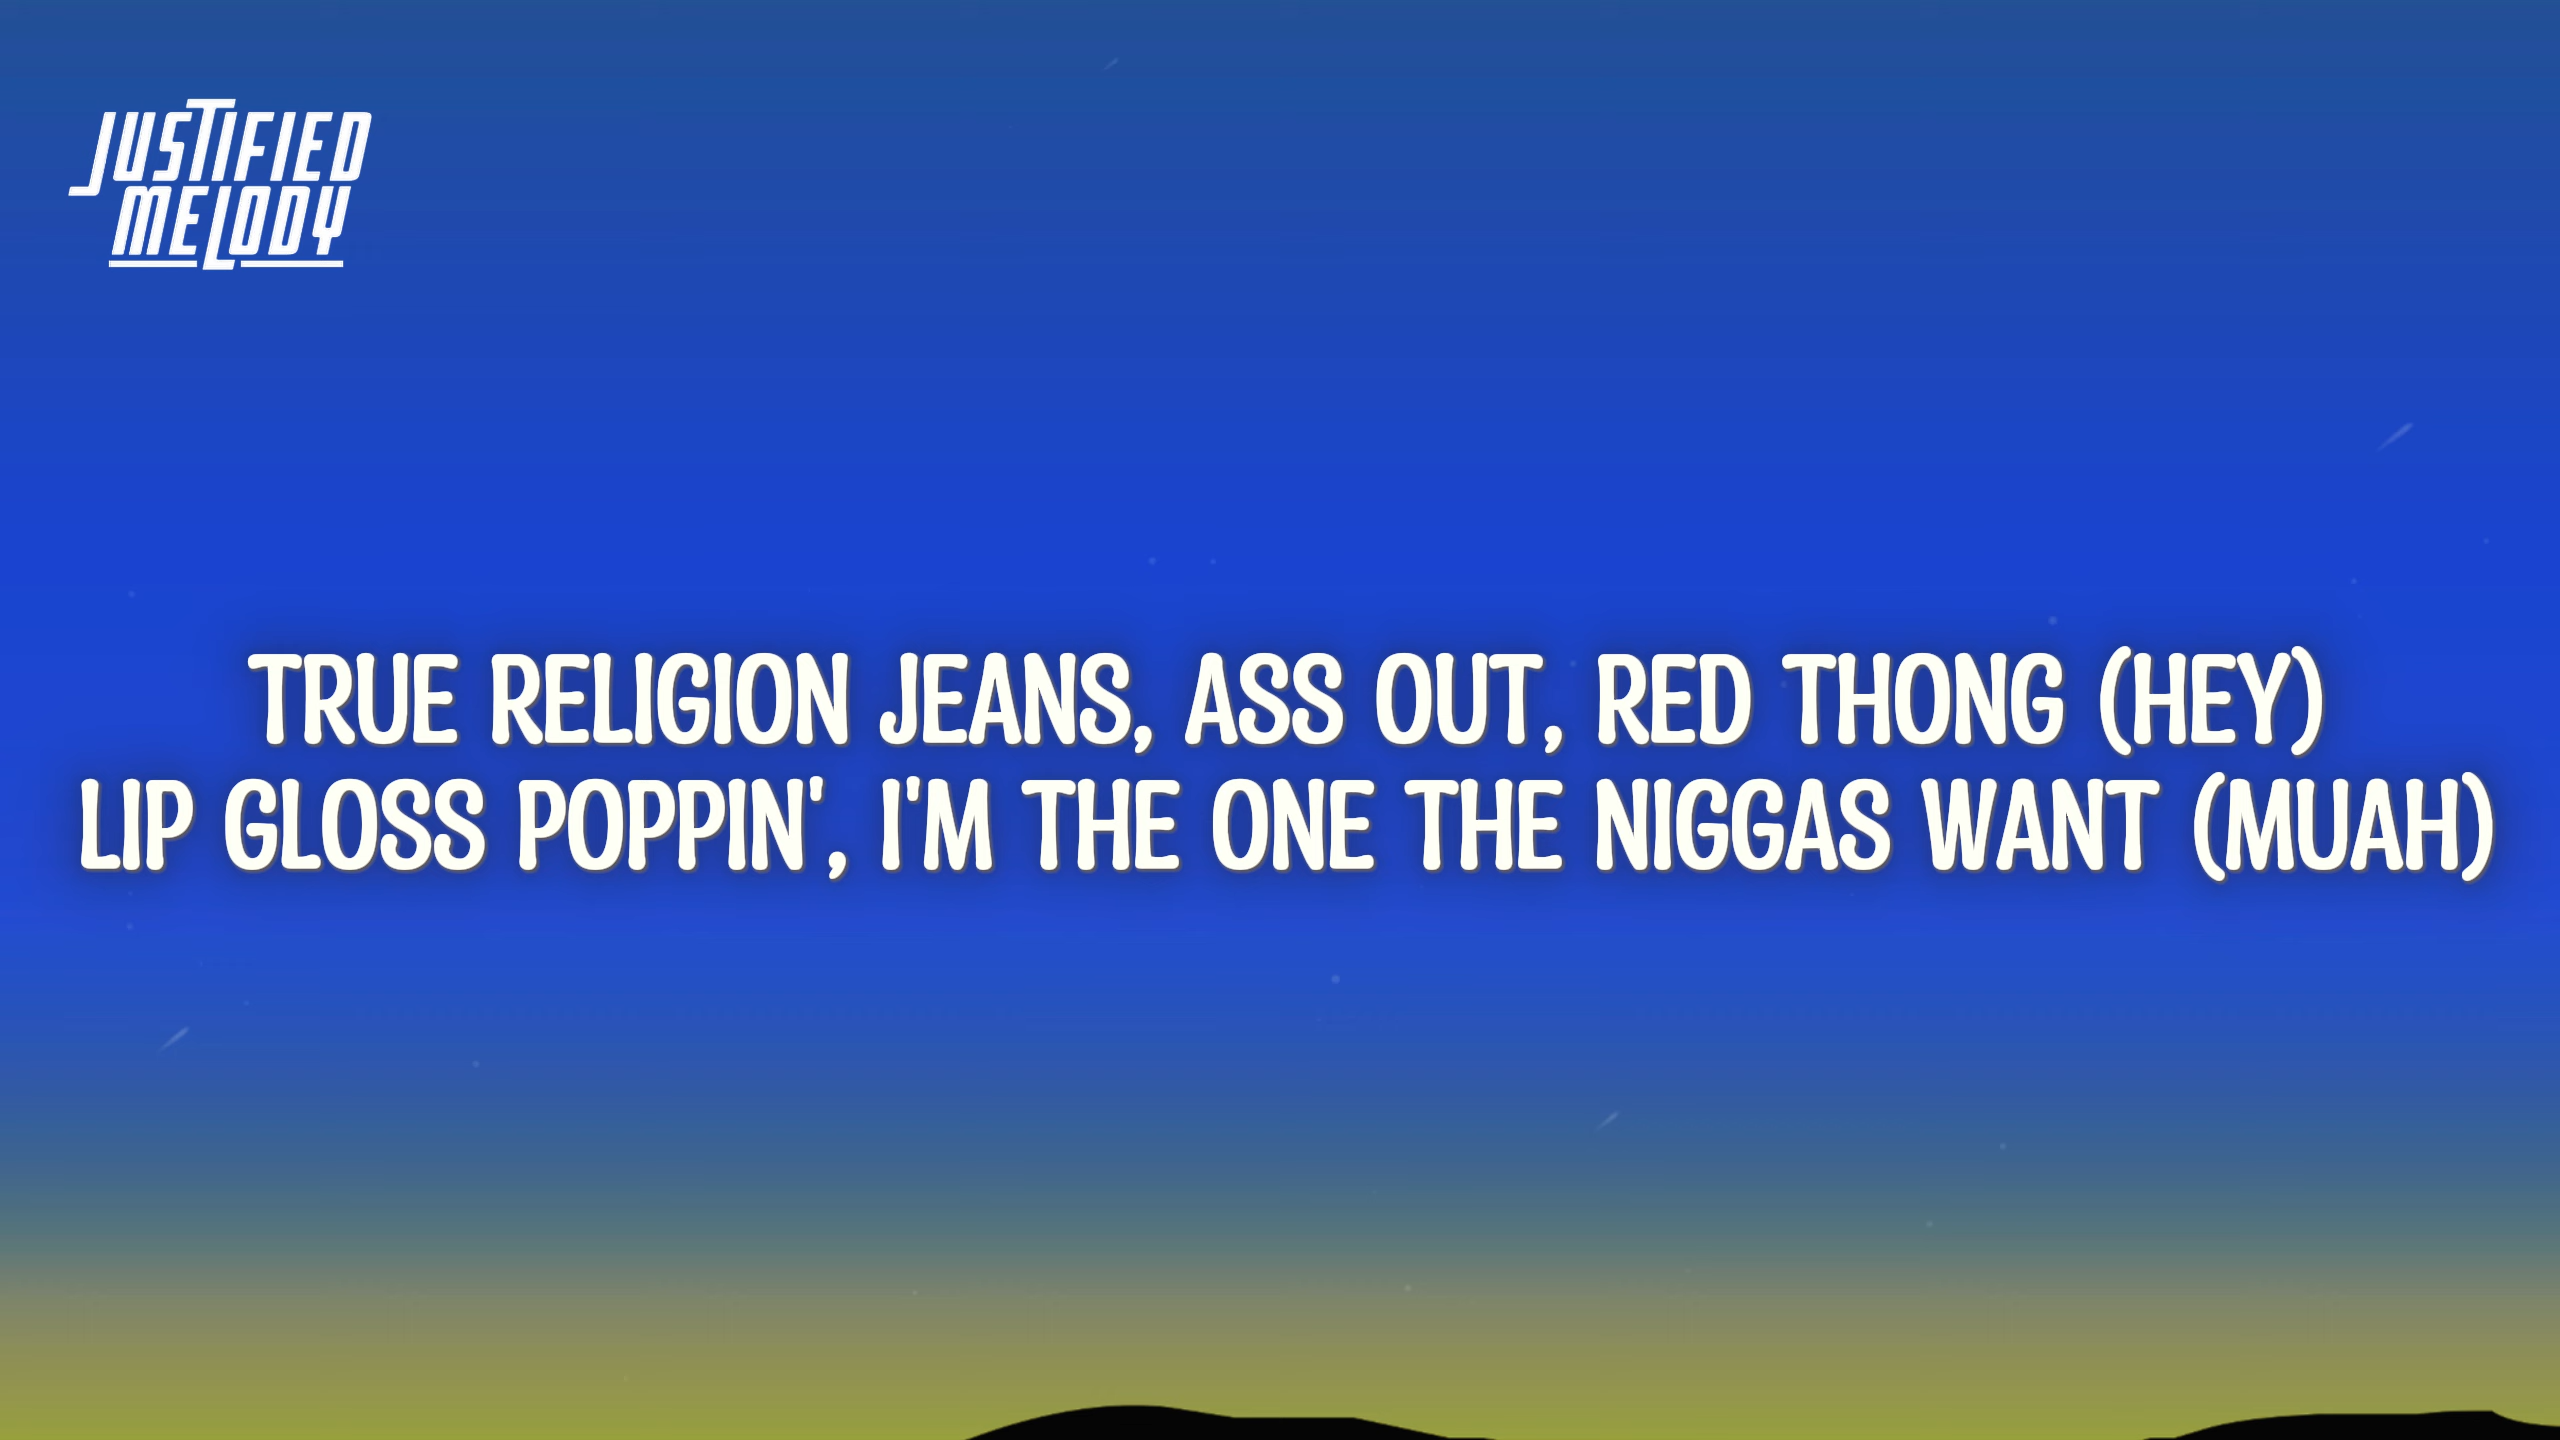 JUSTIFIED
MELODY
TRUE RELIGION JEANS, ASS OUT, RED THONG (HEY)
LIP GLOSS POPPIN', I'M THE ONE THE NIGGAS WANT (MUAH)